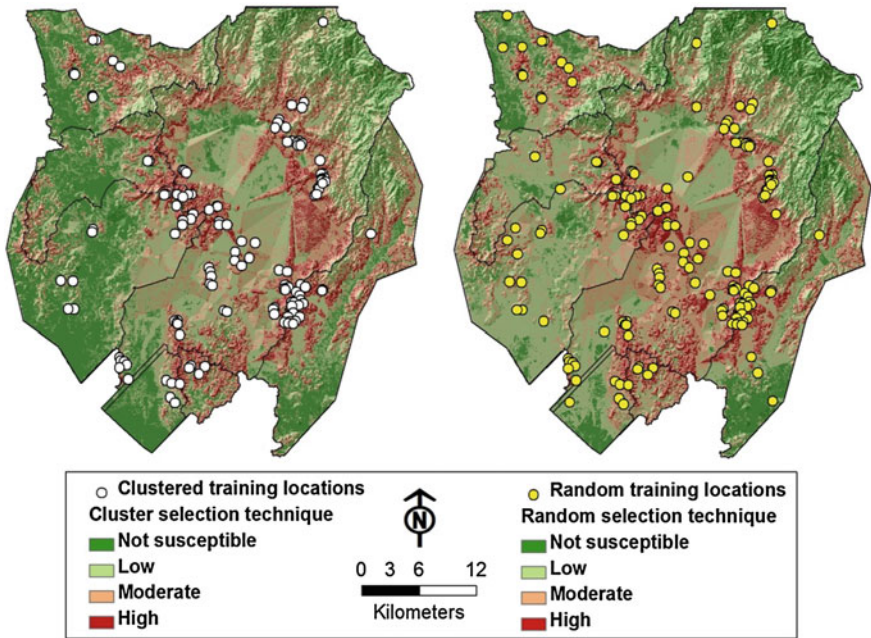 Clustered training locations
Cluster selection technique
Not susceptible
Low
Moderate
High
N
0 3 6 12
Kilometers
Random training locations
Random selection technique
Not susceptible
Low
Moderate
High